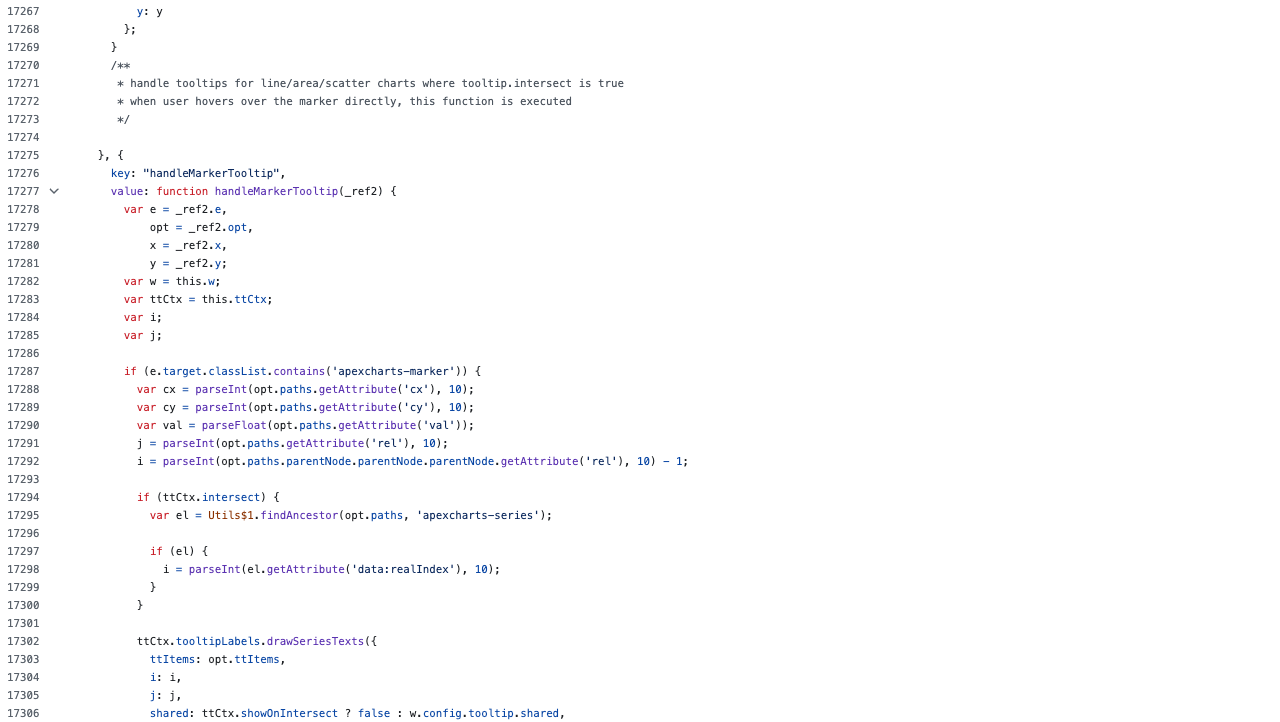 17267 y: y
17268 };
17269 }
17270 /**
17271 * handle tooltips for line/area/scatter charts where tooltip.intersect is true
17272 * when user hovers over the marker directly, this function is executed
17273 */
17274
17275 }, {
17276 key: "handleMarkerTooltip",
17277 value: function handleMarkerTooltip(_ref2) {
17278 var e = _ref2.e,
17279 opt = _ref2.opt,
17280 x = _ref2.x,
17281 y = _ref2.y;
17282 var w = this.w;
17283 var ttCtx = this.ttCtx;
17284 var i;
17285 var j;
17286
17287 if (e.target.classList.contains('apexcharts-marker')) {
17288 var cx = parseInt(opt.paths.getAttribute('cx'), 10);
17289 var cy = parseInt(opt.paths.getAttribute('cy'), 10);
17290 var val = parseFloat(opt.paths.getAttribute('val'));
17291 j = parseInt(opt.paths.getAttribute('rel'), 10);
17292 i = parseInt(opt.paths.parentNode.parentNode.parentNode.getAttribute('rel'), 10) - 1;
17293
17294 if (ttCtx.intersect) {
17295 var el = Utils$1.findAncestor(opt.paths, 'apexcharts-series');
17296
17297 if (el) {
17298 i = parseInt(el.getAttribute('data:realIndex'), 10);
17299 }
17300 }
17301
17302 ttCtx.tooltipLabels.drawSeriesTexts({
17303 ttItems: opt.ttItems,
17304 i: i,
17305 j: j,
17306 shared: ttCtx.showOnIntersect ? false : w.config.tooltip.shared,